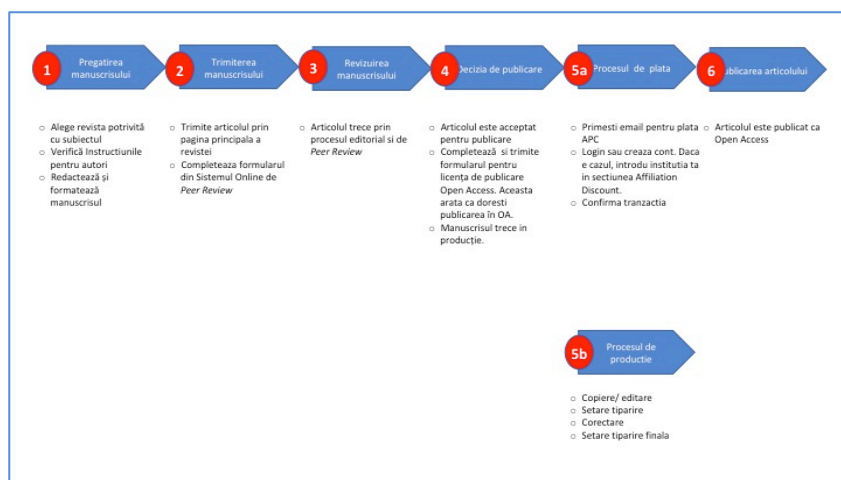 1
Pregatirea
manuscrisului
2
Trimiterea
manuscrisului
3
Revizuirea
manuscrisului
4
Decizia de publicare
5a
Procesul de plata
6
Publicarea articolului
o Alege revista potrivită
cu subiectul
o Verifică Instructiunile
pentru autori
o Redactează și
formatează
manuscrisul
o Trimite articolul prin
pagina principala a
revistei
o Completeaza formularul
din Sistemul Online de
Peer Review
o Articolul trece prin
procesul editorial si de
Peer Review
o Articolul este acceptat
pentru publicare
o Completează si trimite
formularul pentru
licența de publicare
Open Access. Aceasta
arata ca doresti
publicarea în OA.
o Manuscrisul trece in
producție.
o Primesti email pentru plata
APC
o Login sau creaza cont. Daca
e cazul, introdu institutia ta
in sectiunea Affiliation
Discount.
o Confirma tranzactia
o Articolul este publicat ca
Open Access
5b
Procesul de
productie
o Copiere/ editare
o Setare tiparire
o Corectare
o Setare tiparire finala